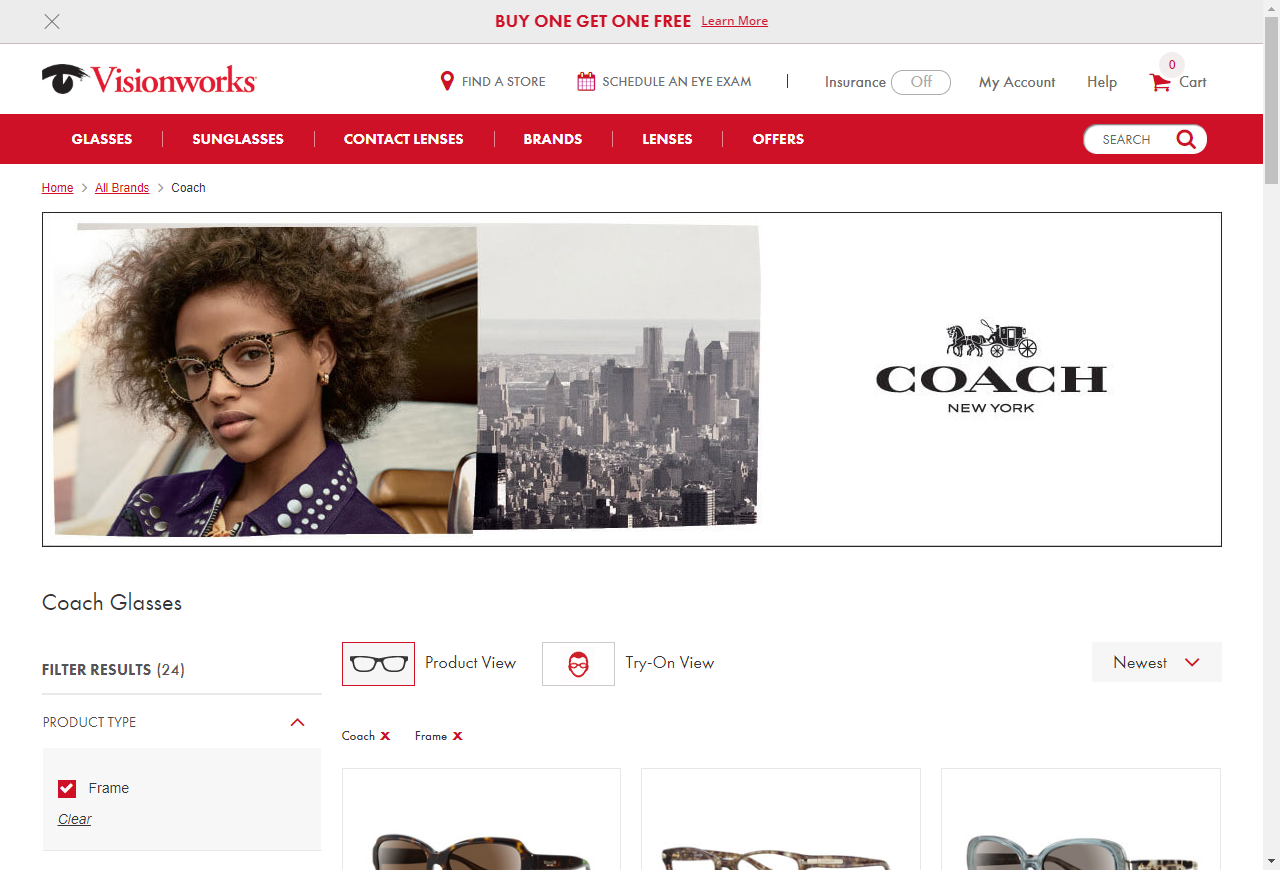 BUY ONE GET ONE FREE Learn More
Visionworks
FIND A STORE
SCHEDULE AN EYE EXAM
Insurance Off
My Account
Help
0
Cart
GLASSES
SUNGLASSES
CONTACT LENSES
BRANDS
LENSES
OFFERS
SEARCH
Home > All Brands > Coach
COACH
NEW YORK
Coach Glasses
FILTER RESULTS (24)
Product View
Try-On View
Newest
PRODUCT TYPE
Coach x Frame x
Frame
Clear